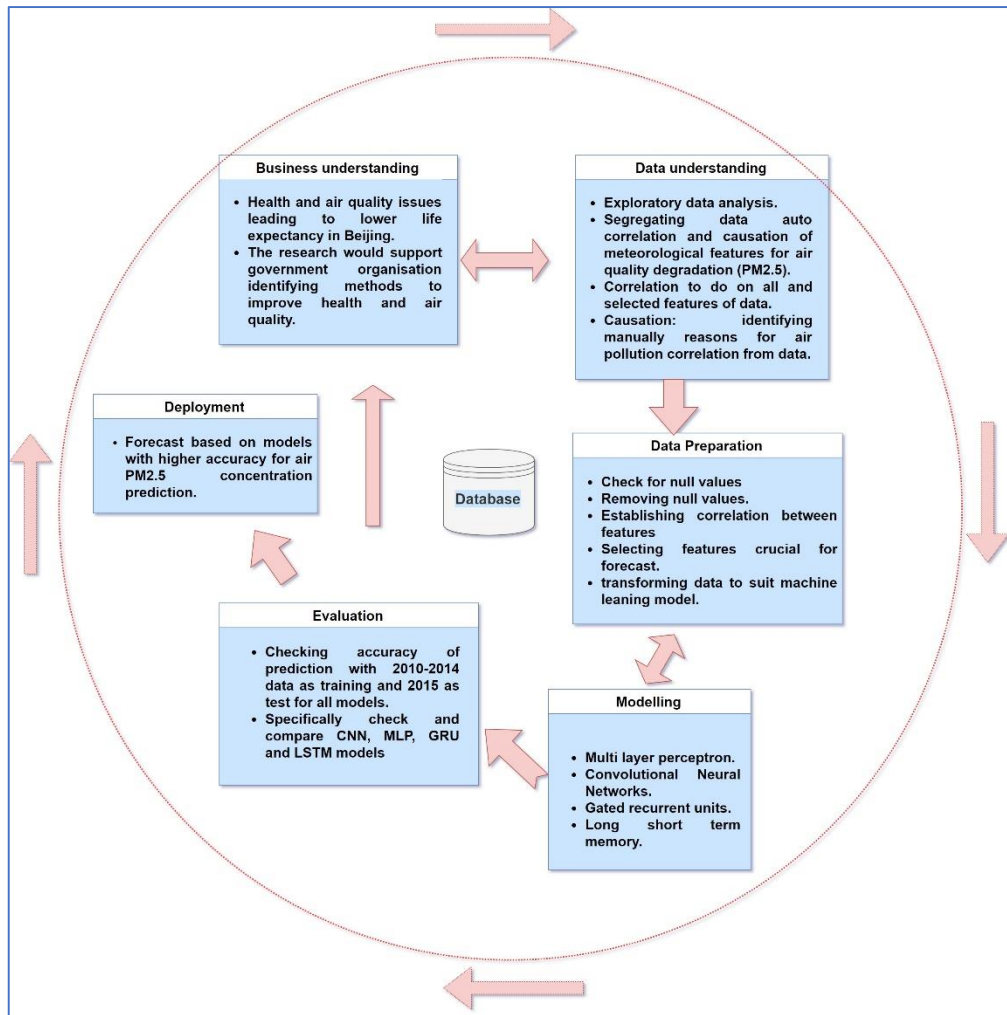 Business understanding
• Health and air quality issues
leading to lower life
expectancy in Beijing.
• The research would support
government organisation
identifying methods to
improve health and air
quality.
Data understanding
• Exploratory data analysis.
• Segregating data auto
correlation and causation of
meteorological features for air
quality degradation (PM2.5).
• Correlation to do on all and
selected features of data.
• Causation: identifying
manually reasons for air
pollution correlation from data.
Deployment
• Forecast based on models
with higher accuracy for air
PM2.5 concentration
prediction.
Database
Data Preparation
• Check for null values
• Removing null values.
• Establishing correlation between
features
• Selecting features crucial for
forecast.
• transforming data to suit machine
leaning model.
Evaluation
• Checking accuracy of
prediction with 2010-2014
data as training and 2015 as
test for all models.
• Specifically check and
compare CNN, MLP, GRU
and LSTM models
Modelling
• Multi layer perceptron.
• Convolutional Neural
Networks.
• Gated recurrent units.
• Long short term
memory.